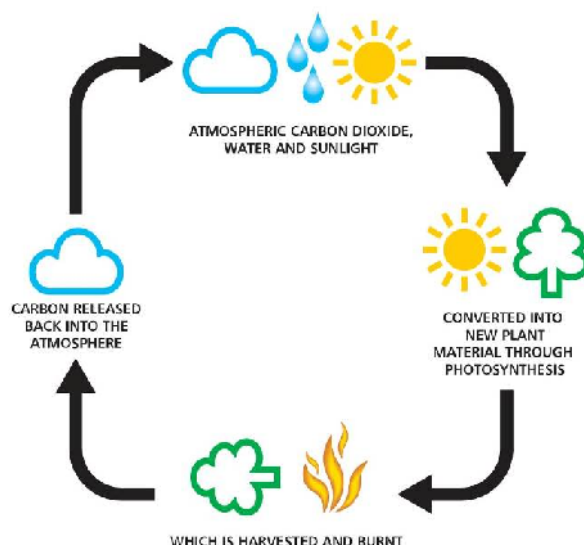 ATMOSPHERIC CARBON DIOXIDE,
WATER AND SUNLIGHT
CONVERTED INTO
NEW PLANT
MATERIAL THROUGH
PHOTOSYNTHESIS
WHICH IS HARVESTED AND BURNT
CARBON RELEASED
BACK INTO THE
ATMOSPHERE